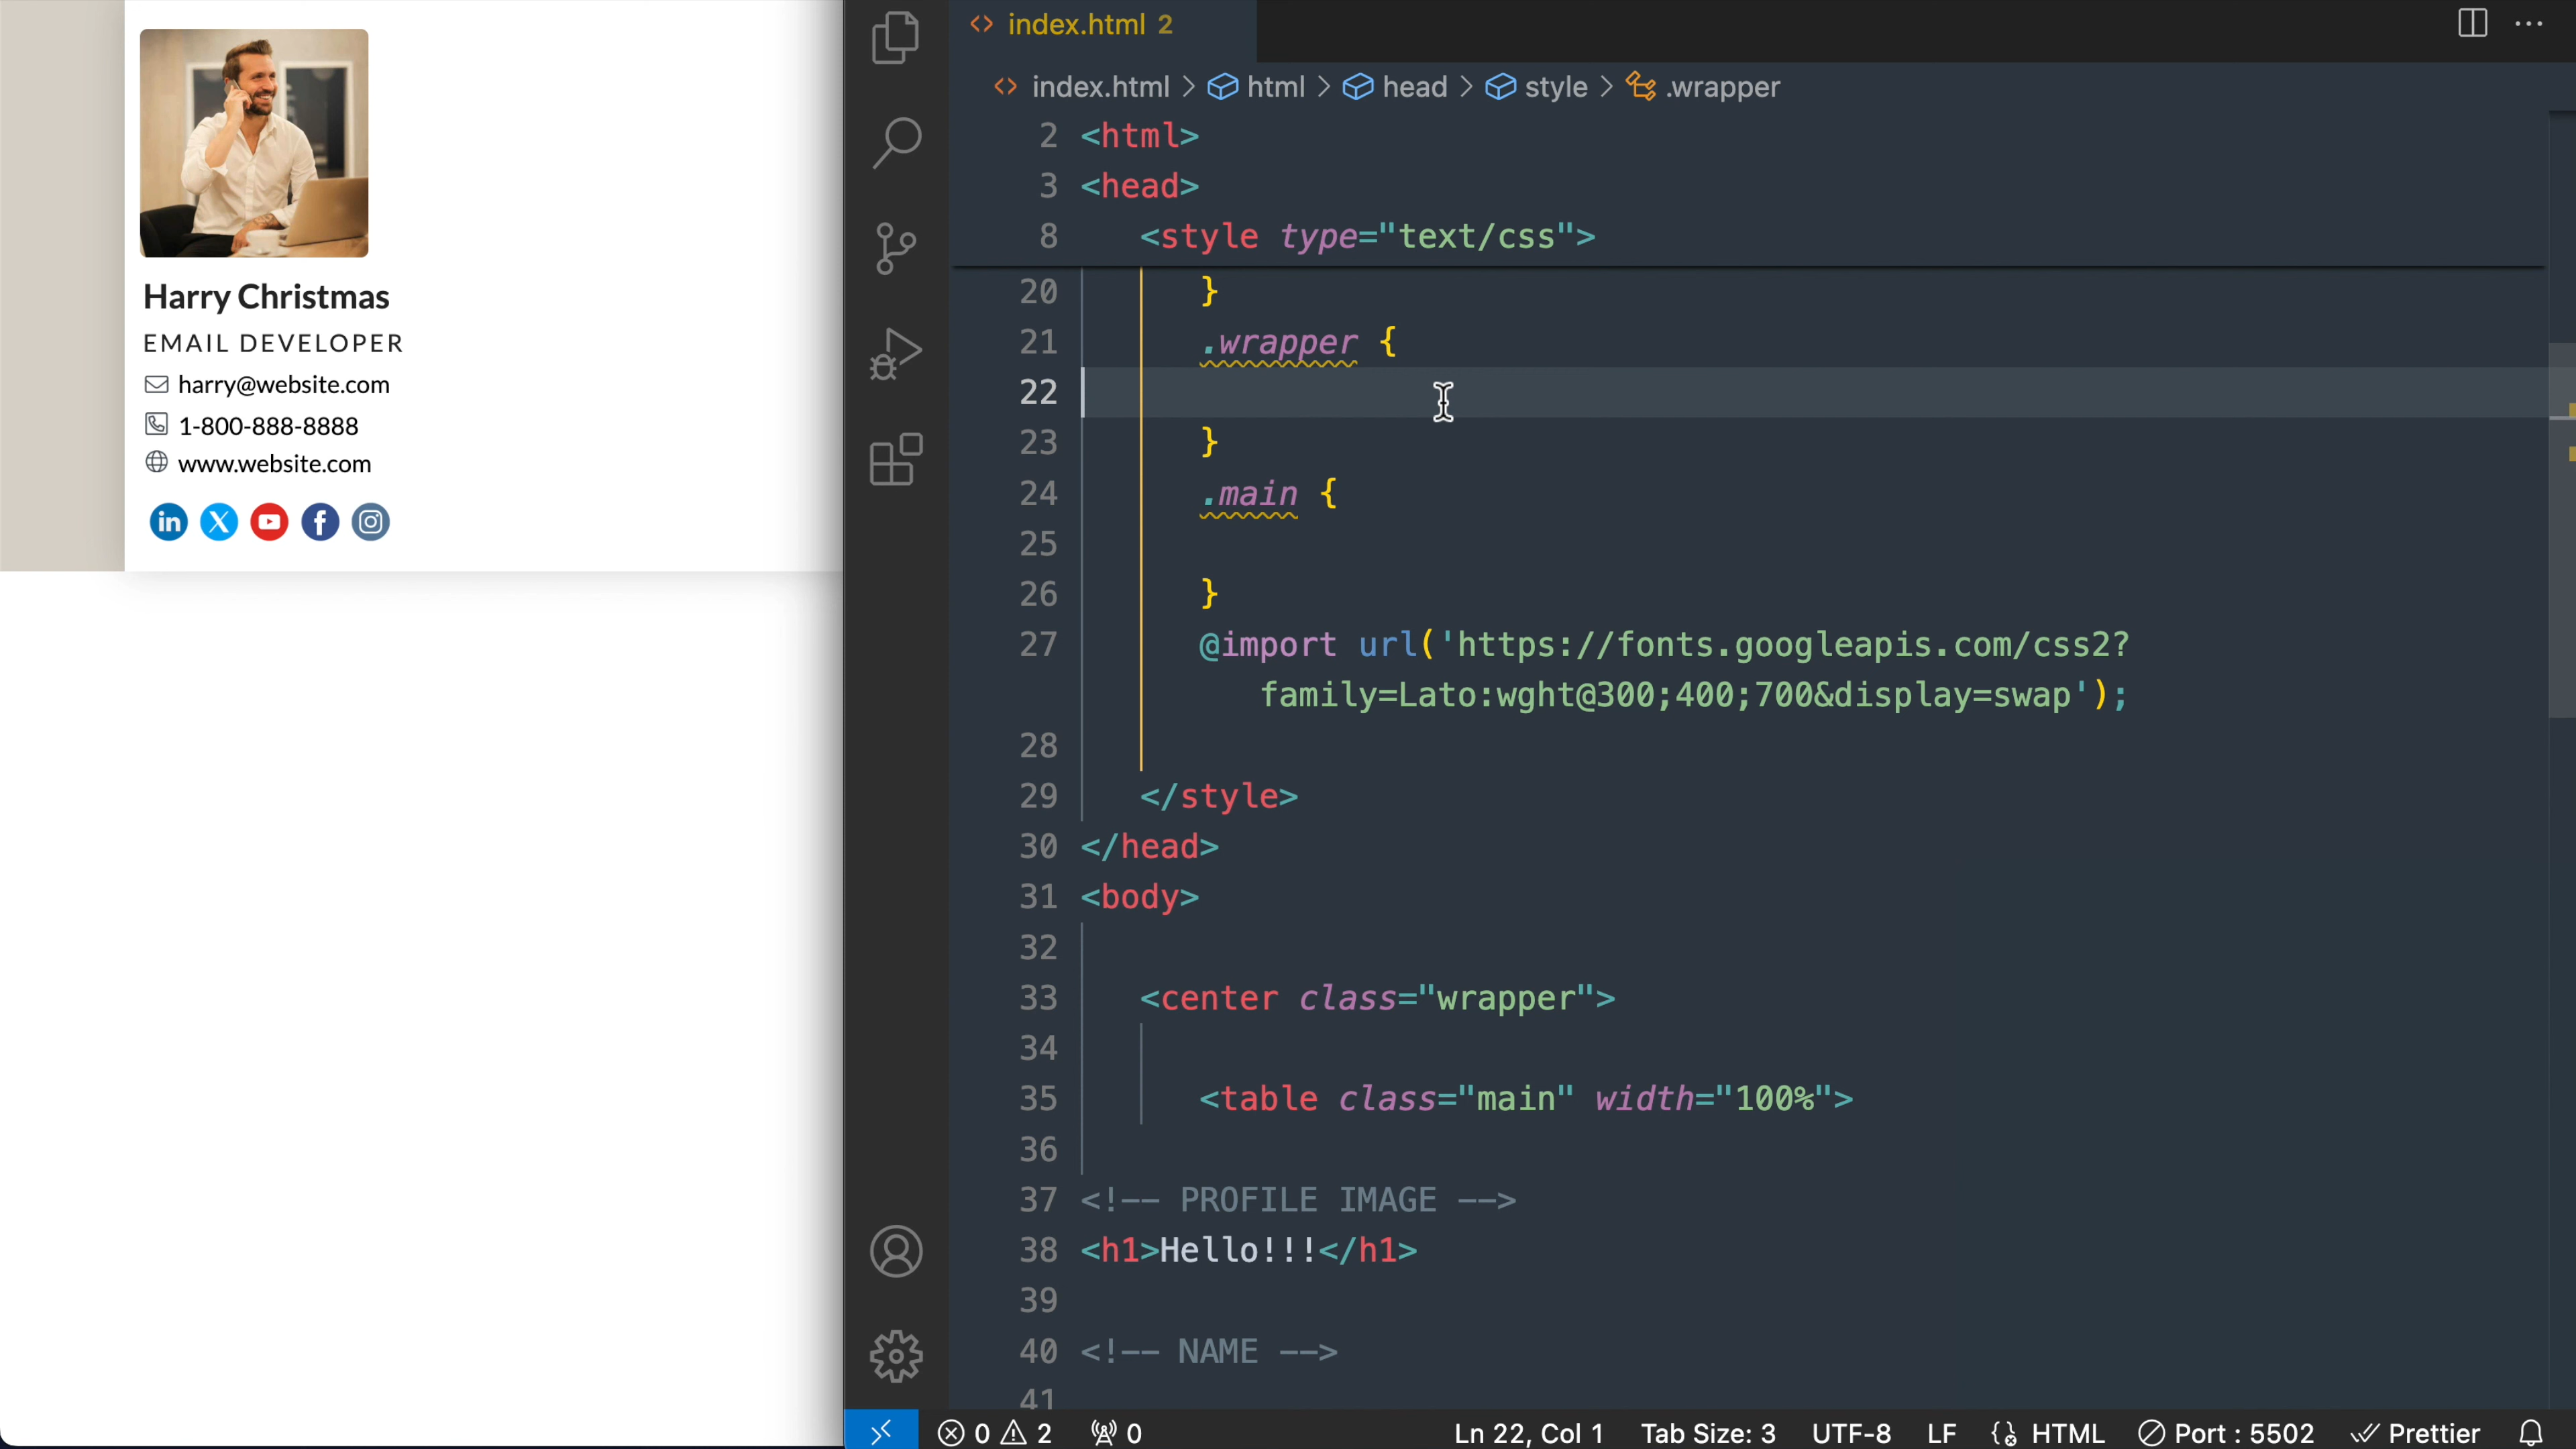 Harry Christmas
EMAIL DEVELOPER
harry@website.com
1-800-888-8888
www.website.com
in X f
index.html 2
index.html > html > head > style > .wrapper
2 <html>
3 <head>
8 <style type="text/css">
20 }
21 .wrapper {
22
23 }
24 .main {
25
26 }
27 @import url('https://fonts.googleapis.com/css2?
family=Lato:wght@300;400;700&display=swap');
28
29 </style>
30 </head>
31 <body>
32
33 <center class="wrapper">
34
35 <table class="main" width="100%">
36
37 <!-- PROFILE IMAGE -->
38 <h1>Hello!!!</h1>
39
40 <!-- NAME -->
41
0 2 0 Ln 22, Col 1 Tab Size: 3 UTF-8 LF HTML Port : 5502 Prettier